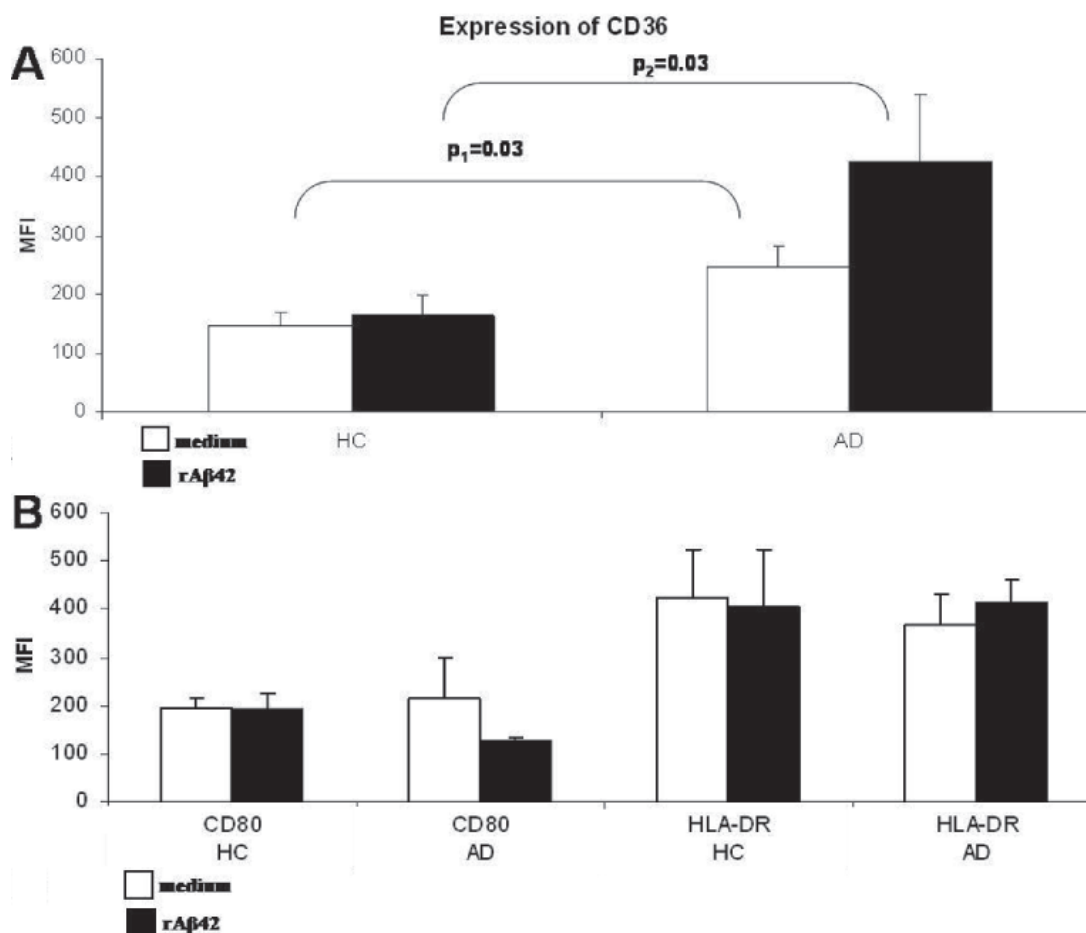 Expression of CD36
A
600
500
400
300
200
100
0
MFI
p₂=0.03
p₁=0.03
HC
AD
medium
rAβ42
B
600
500
400
300
200
100
0
MFI
CD80
HC
CD80
AD
HLA-DR
HC
HLA-DR
AD
medium
rAβ42